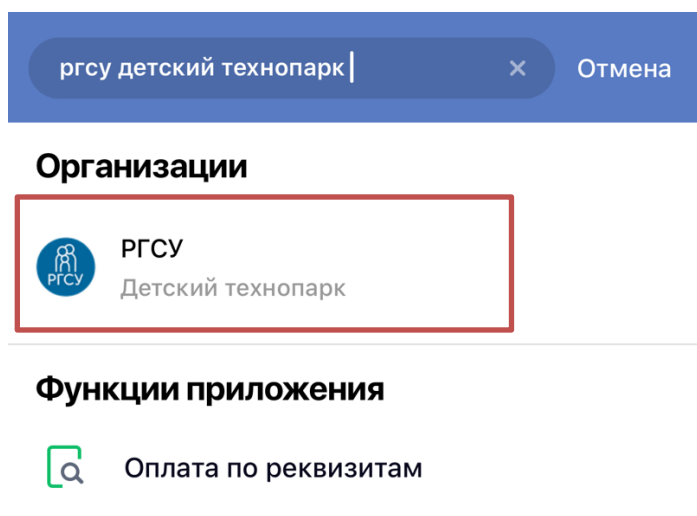 ргсу детский технопарк
Отмена
Организации
РГСУ
РГСУ
Детский технопарк
Функции приложения
Оплата по реквизитам